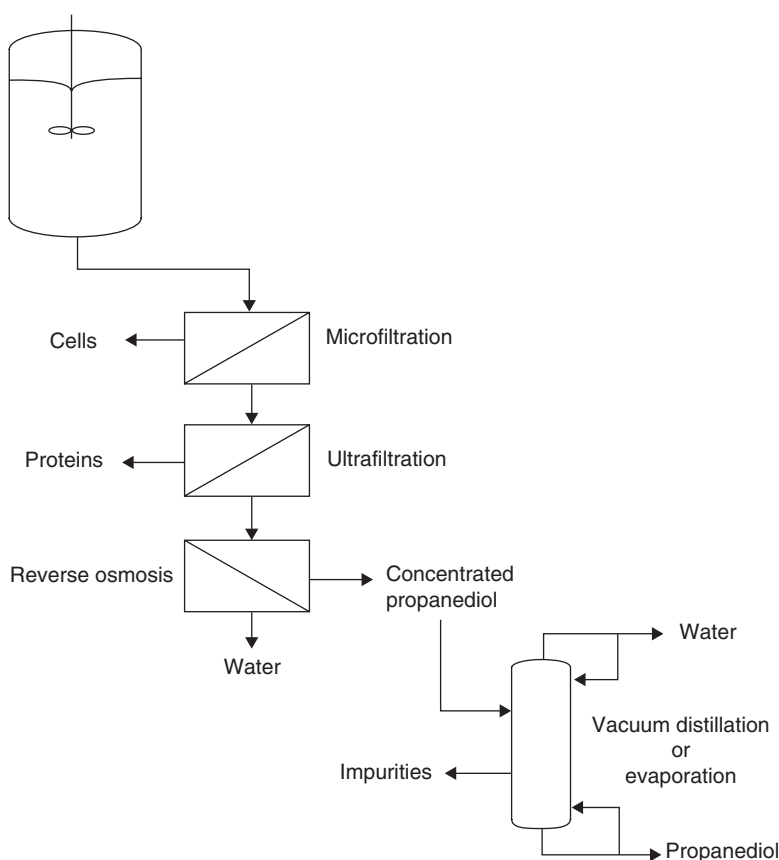 Cells
Microfiltration
Proteins
Ultrafiltration
Reverse osmosis
Concentrated
propanediol
Water
Water
Vacuum distillation
or
evaporation
Impurities
Propanediol